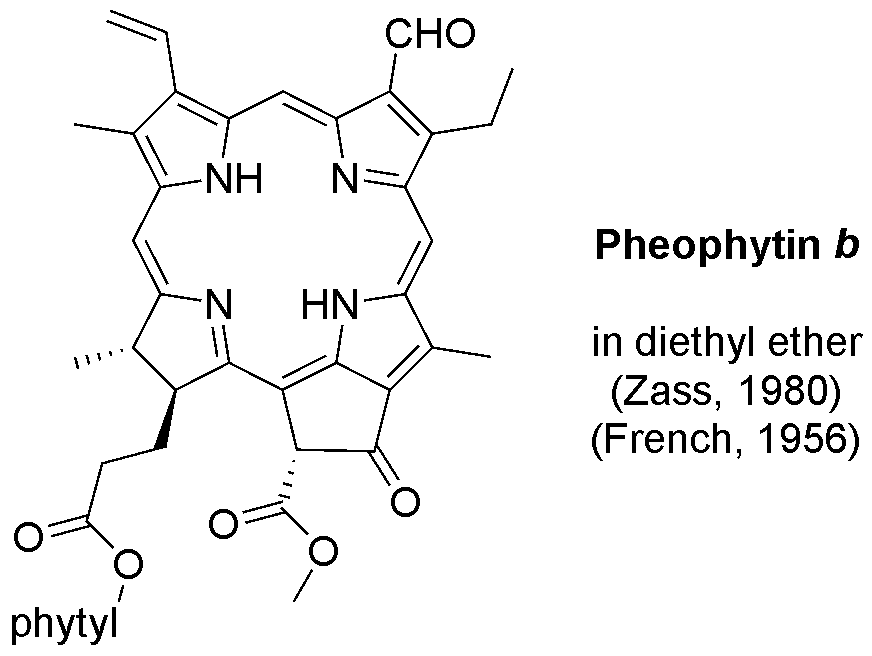 CHO
NH
N
N
HN
Pheophytin b
in diethyl ether
(Zass, 1980)
(French, 1956)
O
O
O
O
O
phytyl